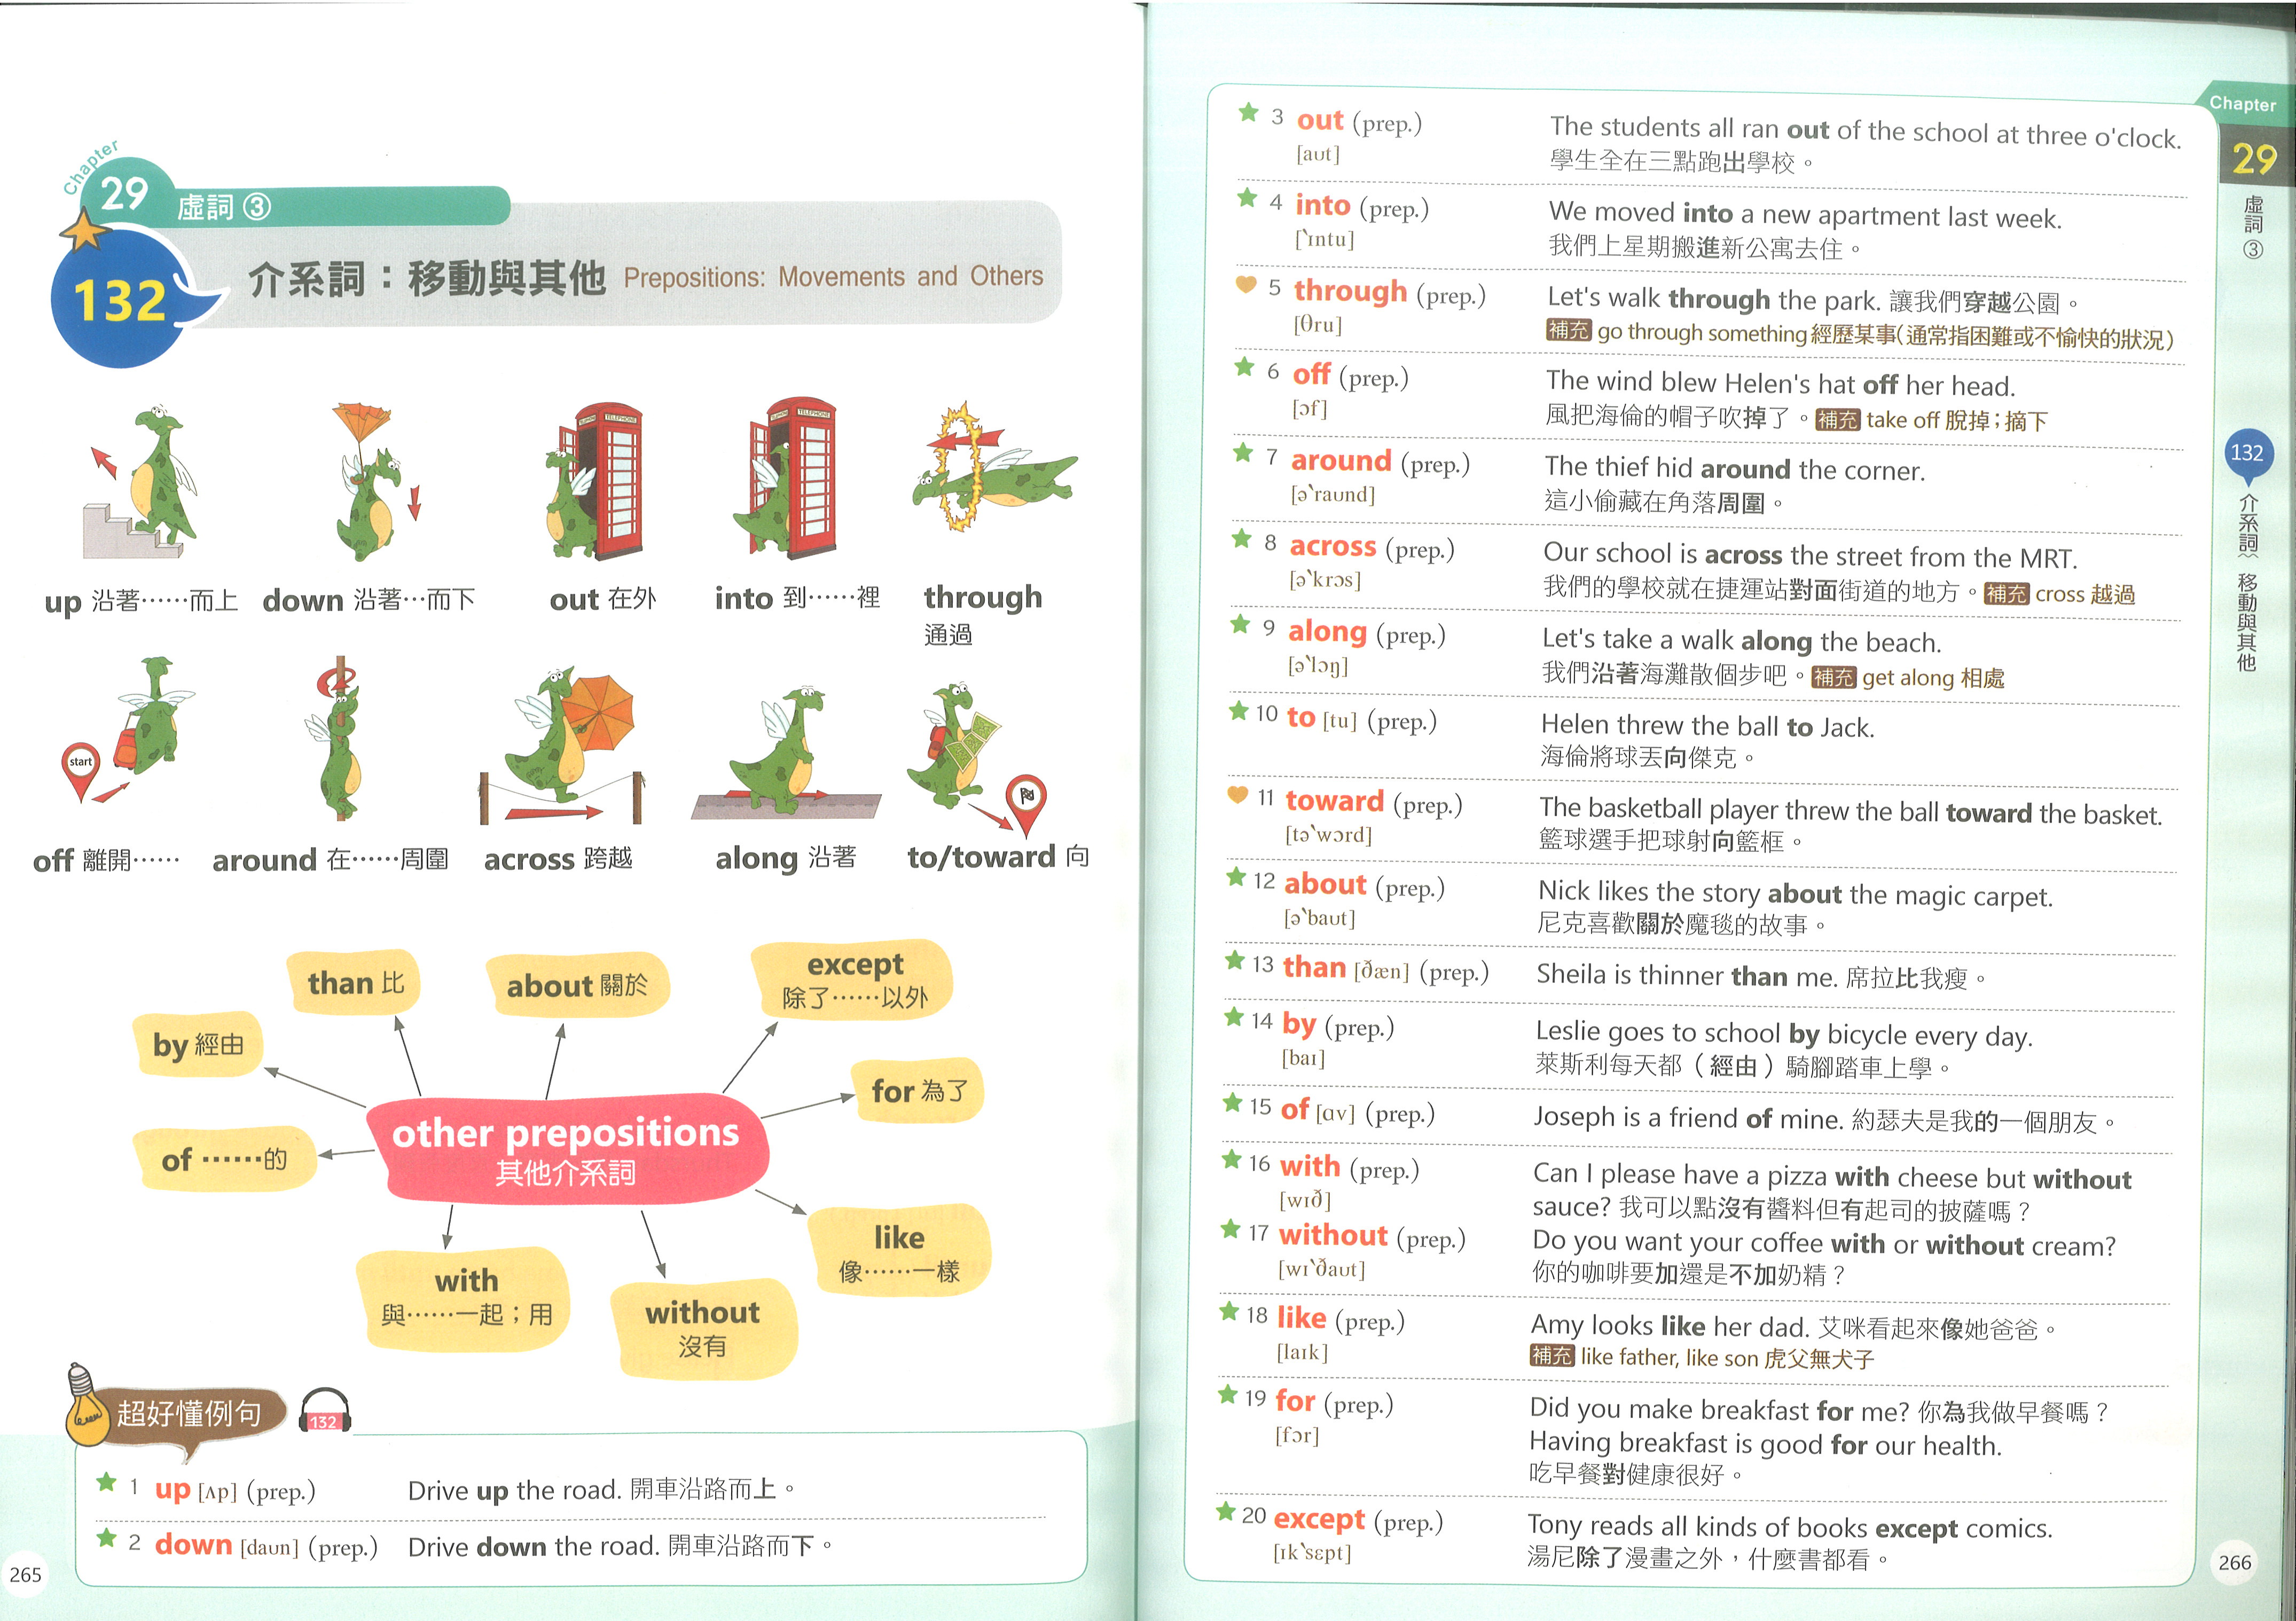 Chapter
29 虛詞 ③
132 介系詞：移動與其他 Prepositions: Movements and Others
TELEPHONE
TELEPHONE
up 沿著……而上
down 沿著…而下
out 在外
into 到……裡
through
通過
start
off 離開……
around 在……周圍
across 跨越
along 沿著
to/toward 向
than 比
about 關於
except
除了……以外
by 經由
for 為了
other prepositions
其他介系詞
of ……的
like
像……一樣
with
與……一起；用
without
沒有
超好懂例句
132
1 up [ʌp] (prep.) Drive up the road. 開車沿路而上。
2 down [daʊn] (prep.) Drive down the road. 開車沿路而下。
265
3 out (prep.) The students all ran out of the school at three o'clock.
[aʊt] 學生全在三點跑出學校。
4 into (prep.) We moved into a new apartment last week.
[ˋɪntu] 我們上星期搬進新公寓去住。
5 through (prep.) Let's walk through the park. 讓我們穿越公園。
[θru] 補充 go through something 經歷某事（通常指困難或不愉快的狀況）
6 off (prep.) The wind blew Helen's hat off her head.
[ɔf] 風把海倫的帽子吹掉了。補充 take off 脫掉；摘下
7 around (prep.) The thief hid around the corner.
[əˋraʊnd] 這小偷藏在角落周圍。
8 across (prep.) Our school is across the street from the MRT.
[əˋkrɔs] 我們的學校就在捷運站對面街道的地方。補充 cross 越過
9 along (prep.) Let's take a walk along the beach.
[əˋlɔŋ] 我們沿著海灘散個步吧。補充 get along 相處
10 to [tu] (prep.) Helen threw the ball to Jack.
海倫將球丟向傑克。
11 toward (prep.) The basketball player threw the ball toward the basket.
[təˋwɔrd] 籃球選手把球射向籃框。
12 about (prep.) Nick likes the story about the magic carpet.
[əˋbaʊt] 尼克喜歡關於魔毯的故事。
13 than [ðæn] (prep.) Sheila is thinner than me. 席拉比我瘦。
14 by (prep.) Leslie goes to school by bicycle every day.
[baɪ] 萊斯利每天都（經由）騎腳踏車上學。
15 of [ɑv] (prep.) Joseph is a friend of mine. 約瑟夫是我的一個朋友。
16 with (prep.) Can I please have a pizza with cheese but without
[wɪð] sauce? 我可以點沒有醬料但有起司的披薩嗎？
17 without (prep.) Do you want your coffee with or without cream?
[wɪˋðaʊt] 你的咖啡要加還是不加奶精？
18 like (prep.) Amy looks like her dad. 艾咪看起來像她爸爸。
[laɪk] 補充 like father, like son 虎父無犬子
19 for (prep.) Did you make breakfast for me? 你為我做早餐嗎？
[fɔr] Having breakfast is good for our health.
吃早餐對健康很好。
20 except (prep.) Tony reads all kinds of books except comics.
[ɪkˋsɛpt] 湯尼除了漫畫之外，什麼書都看。
Chapter
29
虛詞 ③
132
介系詞：移動與其他
266